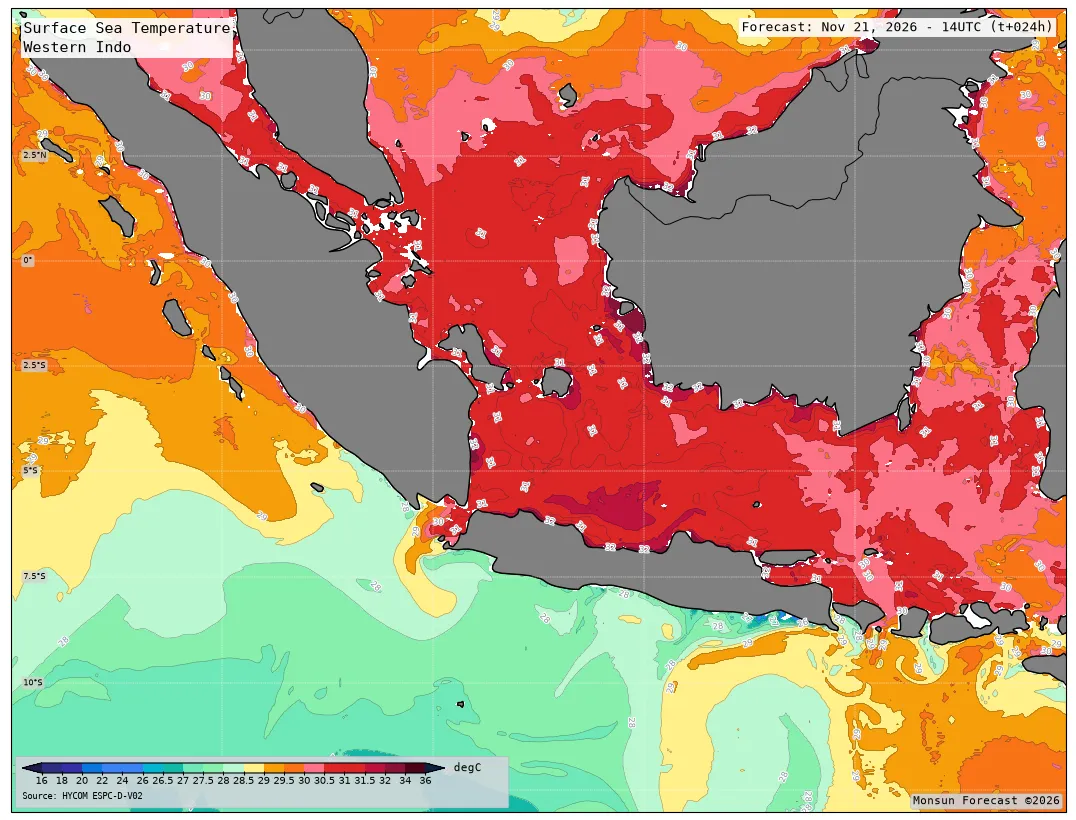 Surface Sea Temperature
Western Indo
Forecast: Nov 21, 2026 - 14UTC (t+024h)
2.5°N
0°
2.5°S
5°S
7.5°S
10°S
degC
16 18 20 22 24 26 26.5 27 27.5 28 28.5 29 29.5 30 30.5 31 31.5 32 34 36
Source: HYCOM ESPC-D-V02
Monsun Forecast ©2026